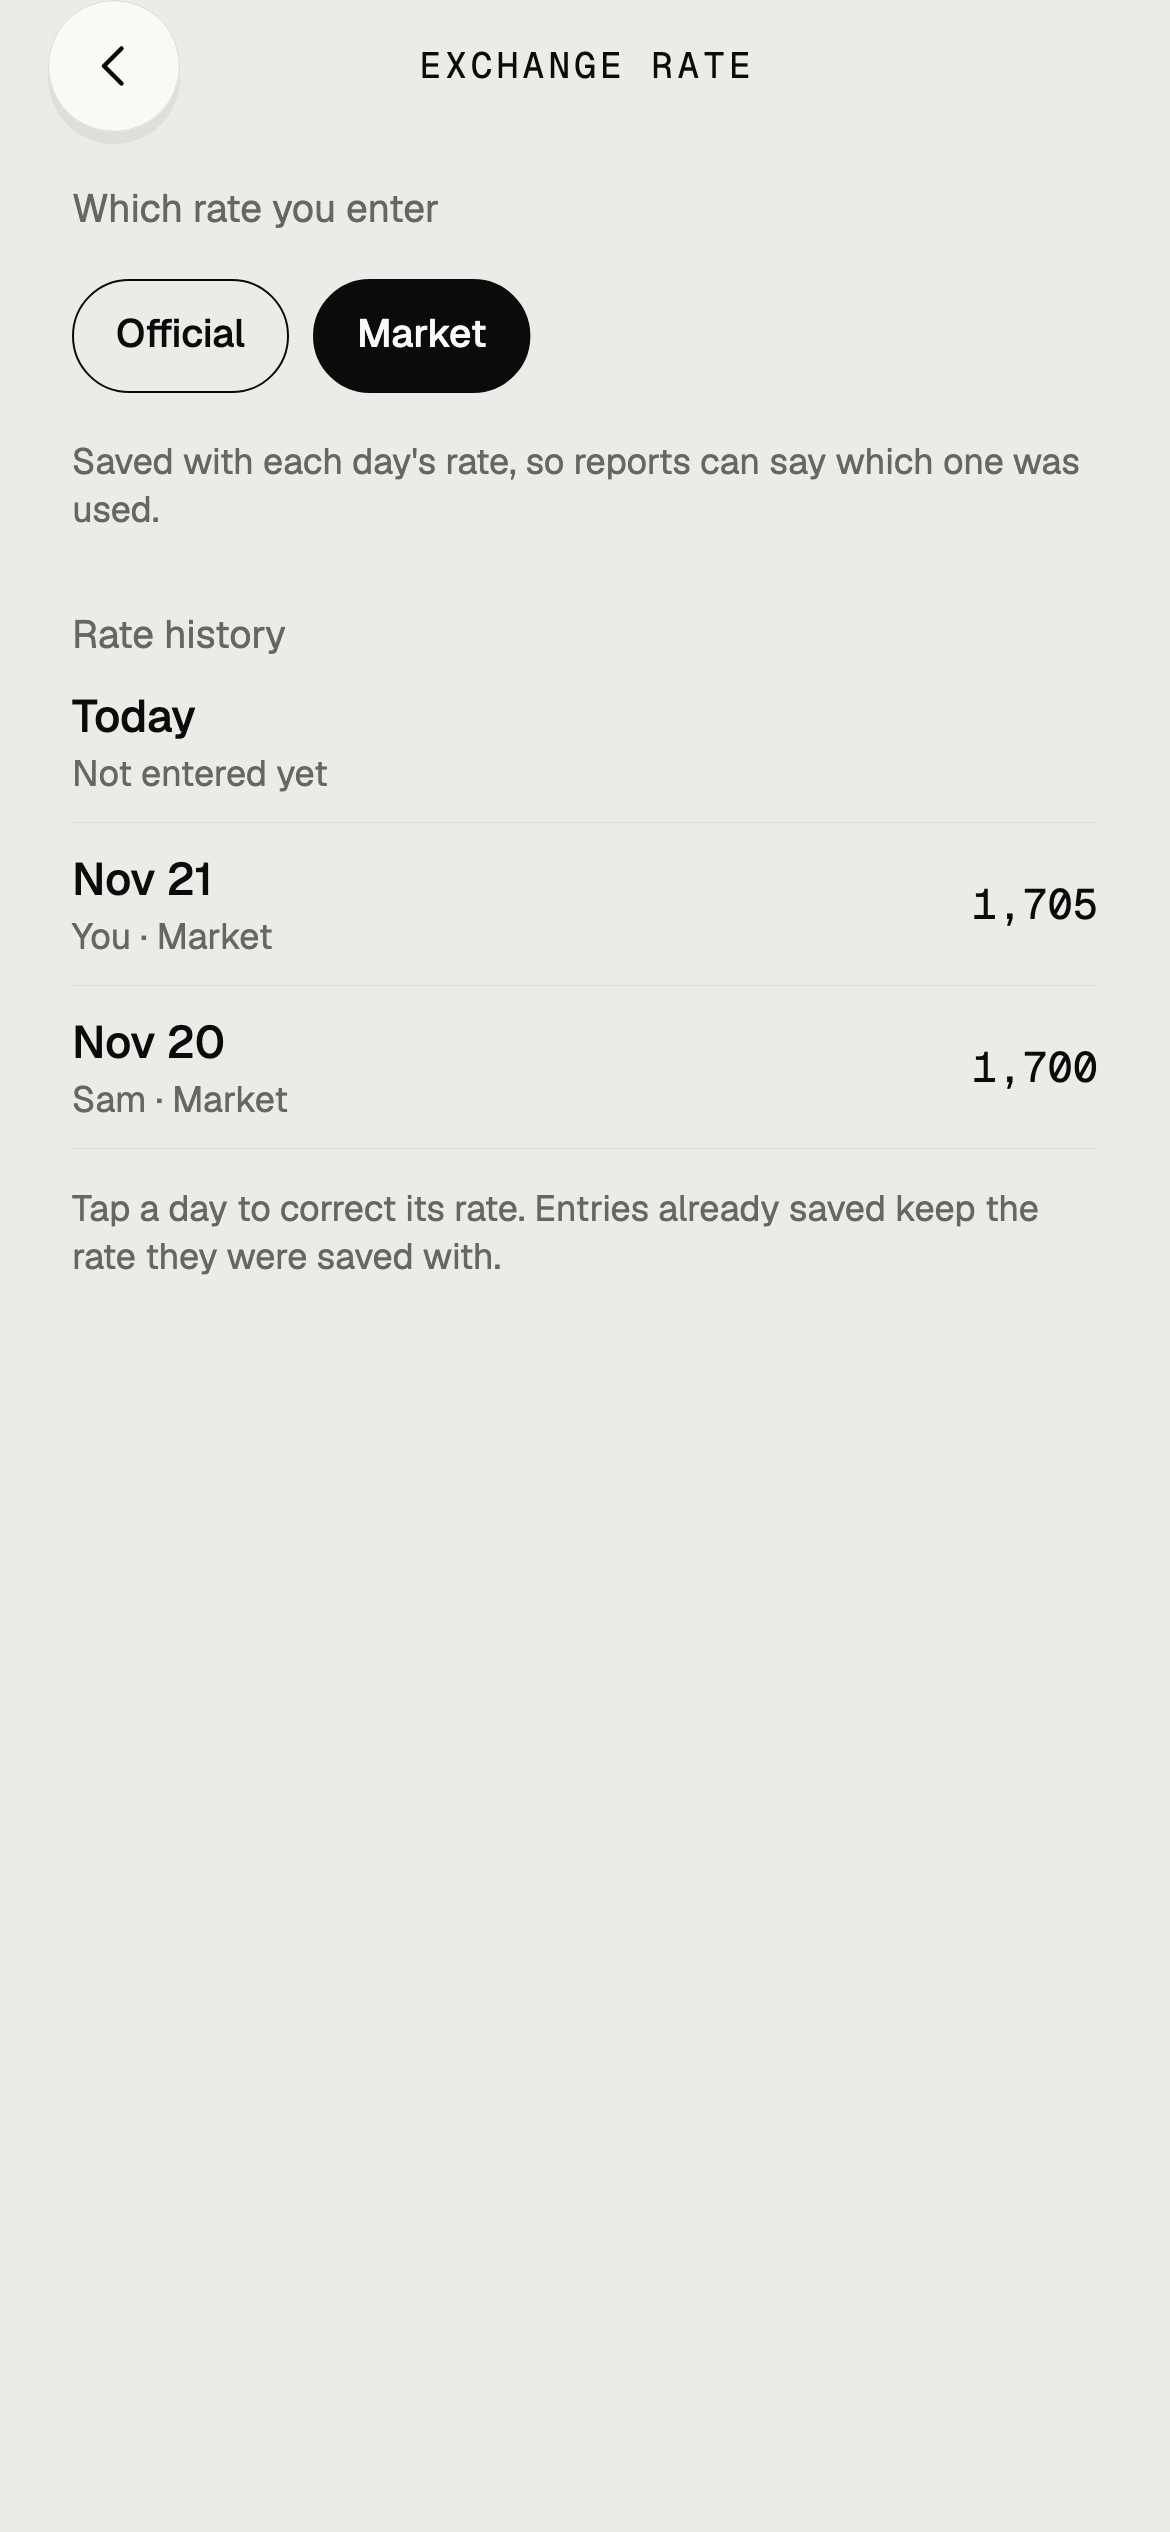 EXCHANGE RATE
Which rate you enter
Official
Market
Saved with each day's rate, so reports can say which one was
used.
Rate history
Today
Not entered yet
Nov 21
You · Market
1,705
Nov 20
Sam · Market
1,700
Tap a day to correct its rate. Entries already saved keep the
rate they were saved with.